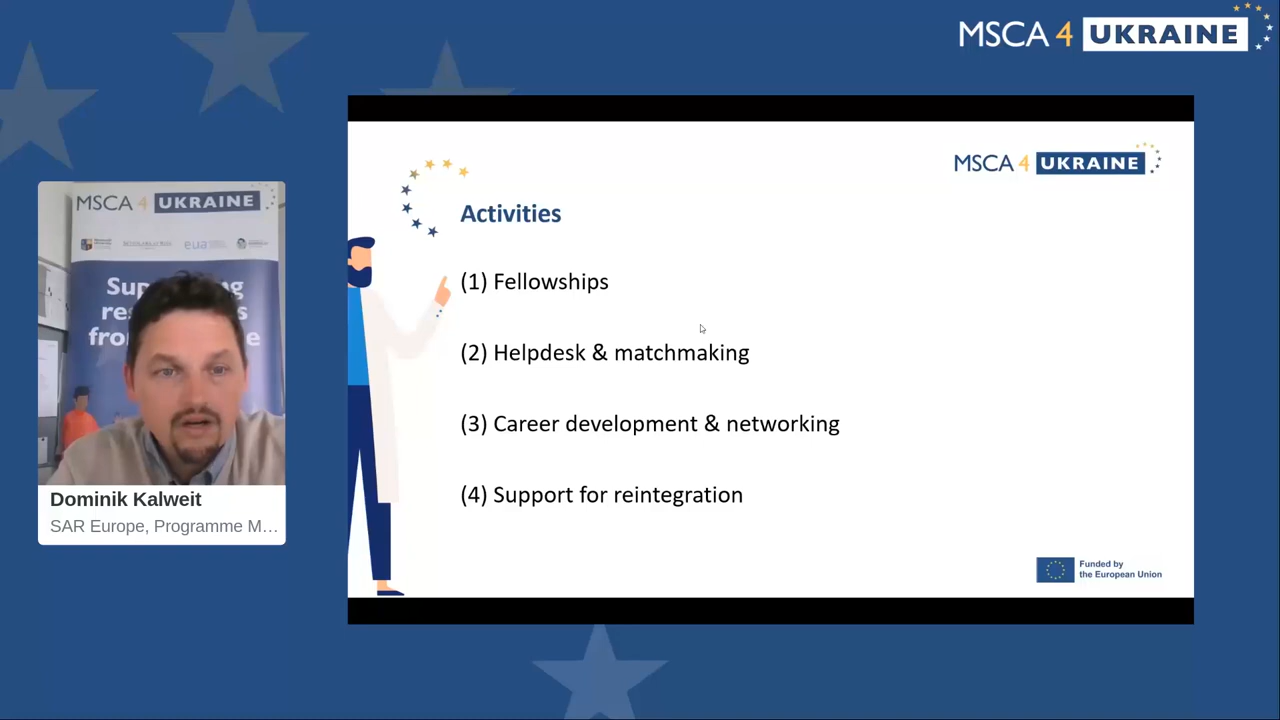 MSCA 4 UKRAINE
MSCA 4 UKRAINE
Activities
(1) Fellowships
(2) Helpdesk & matchmaking
(3) Career development & networking
(4) Support for reintegration
Funded by
the European Union
MSCA 4 UKRAINE
eua
Dominik Kalweit
SAR Europe, Programme M…